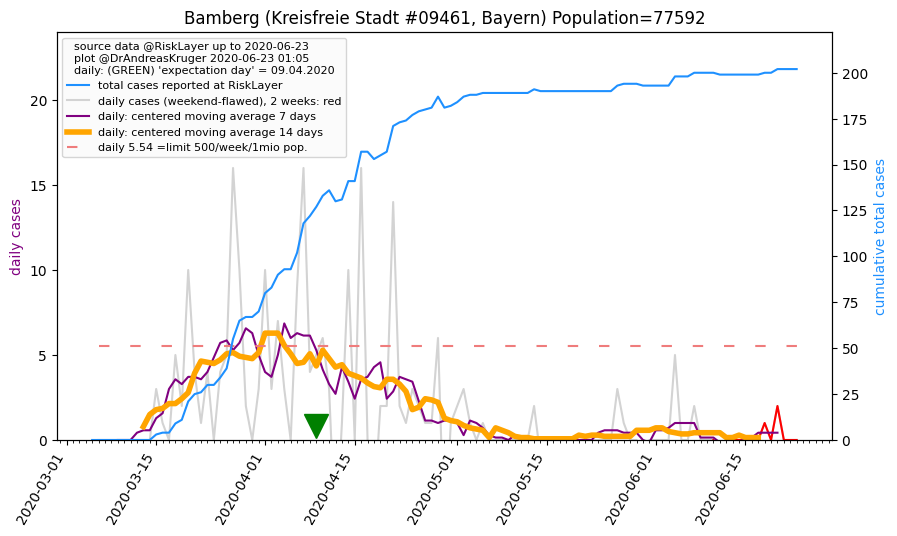 Bamberg (Kreisfreie Stadt #09461, Bayern) Population=77592
source data @RiskLayer up to 2020-06-23
plot @DrAndreasKruger 2020-06-23 01:05
daily: (GREEN) 'expectation day' = 09.04.2020
total cases reported at RiskLayer
daily cases (weekend-flawed), 2 weeks: red
daily: centered moving average 7 days
daily: centered moving average 14 days
daily 5.54 =limit 500/week/1mio pop.
daily cases
20
15
10
5
0
cumulative total cases
200
175
150
125
100
75
50
25
0
2020-03-01
2020-03-15
2020-04-01
2020-04-15
2020-05-01
2020-05-15
2020-06-01
2020-06-15